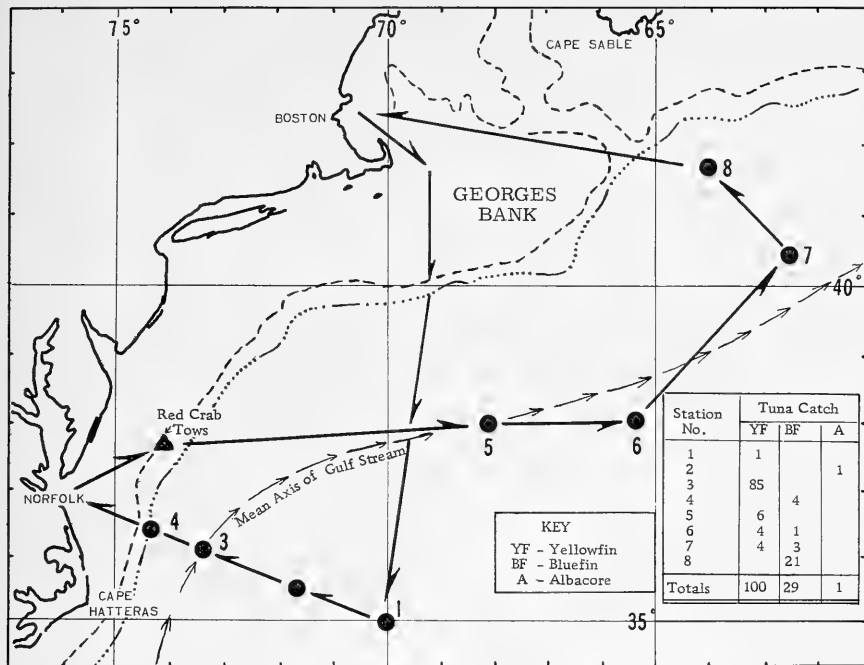 75°
70°
65°
CAPE SABLE
BOSTON
8
GEORGES
BANK
7
40°
Red Crab
Tows
5
6
Mean Axis of Gulf Stream
NORFOLK
4
3
CAPE
HATTERAS
1
35°
KEY
YF - Yellowfin
BF - Bluefin
A - Albacore
Station No. Tuna Catch
YF BF A
1 1
2 1
3 85
4 4
5 6
6 4 1
7 4 3
8 21
Totals 100 29 1